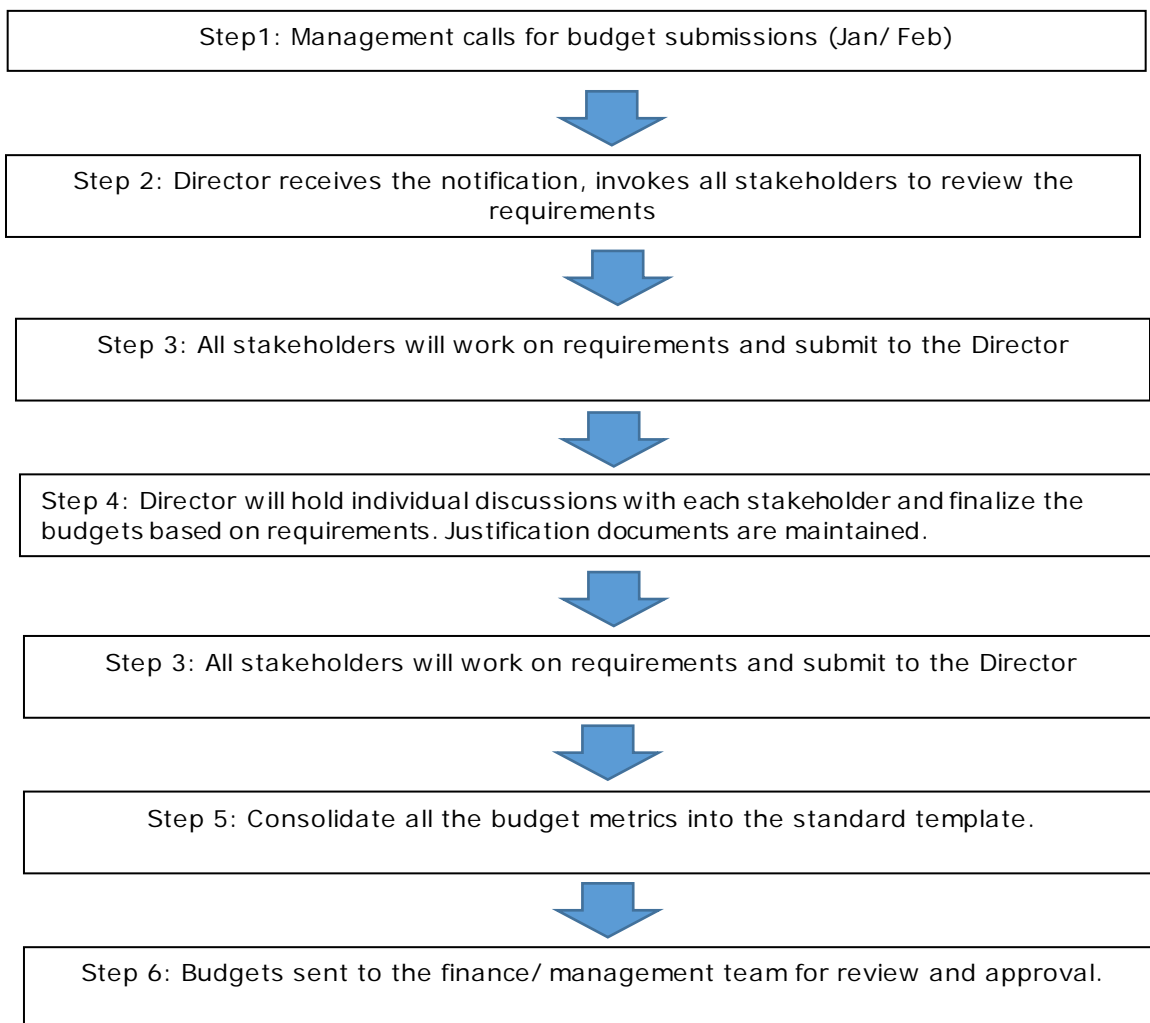 Step1: Management calls for budget submissions (Jan/ Feb)
Step 2: Director receives the notification, invokes all stakeholders to review the
requirements
Step 3: All stakeholders will work on requirements and submit to the Director
Step 4: Director will hold individual discussions with each stakeholder and finalize the
budgets based on requirements. Justification documents are maintained.
Step 3: All stakeholders will work on requirements and submit to the Director
Step 5: Consolidate all the budget metrics into the standard template.
Step 6: Budgets sent to the finance/ management team for review and approval.